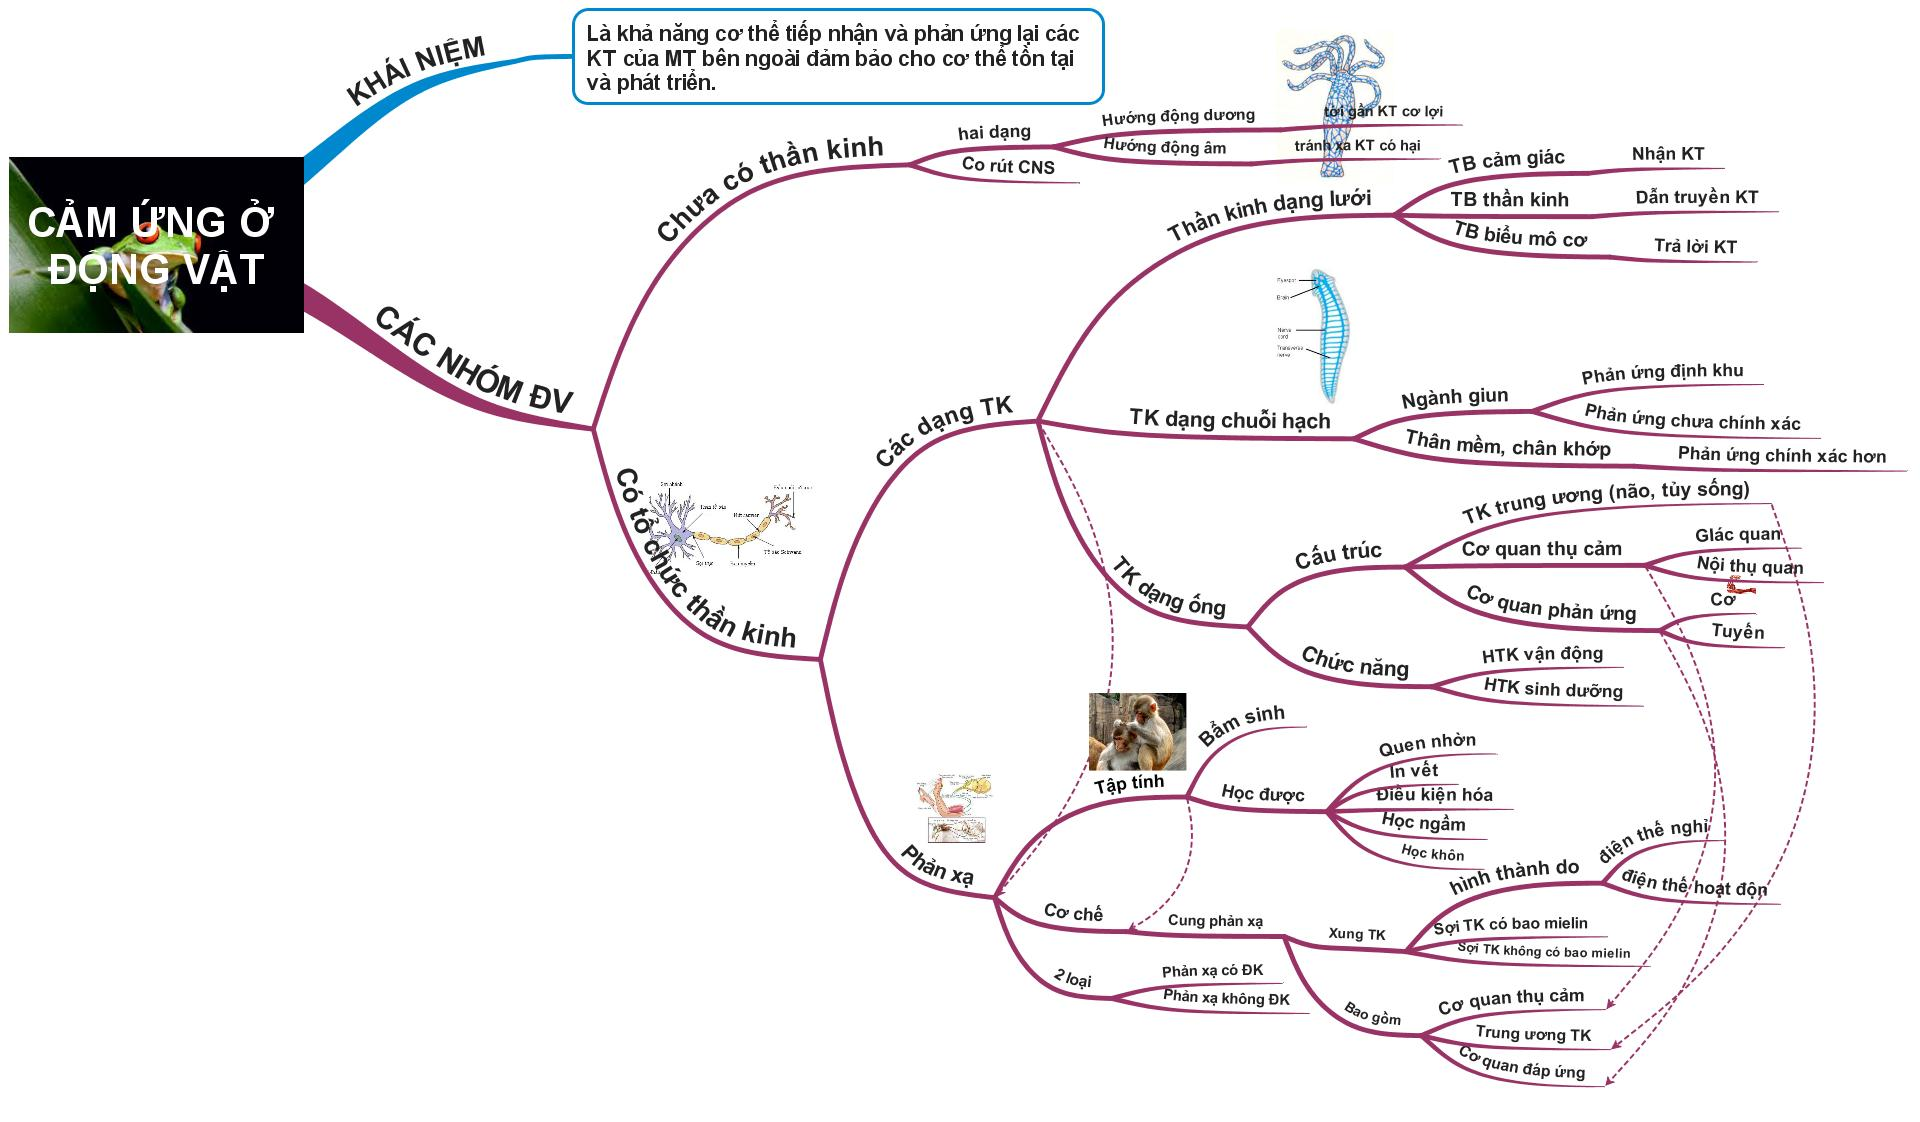 CẢM ỨNG Ở
ĐỘNG VẬT
KHÁI NIỆM
Là khả năng cơ thể tiếp nhận và phản ứng lại các
KT của MT bên ngoài đảm bảo cho cơ thể tồn tại
và phát triển.
CÁC NHÓM ĐV
Chưa có thần kinh
hai dạng
Hướng động dương
tới gần KT cơ lợi
Hướng động âm
tránh xa KT có hại
Co rút CNS
Có tổ chức thần kinh
Các dạng TK
Thần kinh dạng lưới
TB cảm giác
Nhận KT
TB thần kinh
Dẫn truyền KT
TB biểu mô cơ
Trả lời KT
Eyespot
Brain
Nerve
cord
Transverse
nerve
TK dạng chuỗi hạch
Ngành giun
Phản ứng định khu
Phản ứng chưa chính xác
Thân mềm, chân khớp
Phản ứng chính xác hơn
TK dạng ống
Cấu trúc
TK trung ương (não, tủy sống)
Cơ quan thụ cảm
GIác quan
Nội thụ quan
Cơ quan phản ứng
Cơ
Tuyến
Chức năng
HTK vận động
HTK sinh dưỡng
Phản xạ
Tập tính
Bẩm sinh
Học được
Quen nhờn
In vết
Điều kiện hóa
Học ngầm
Học khôn
Cơ chế
Cung phản xạ
Xung TK
hình thành do
điện thế nghỉ
điện thế hoạt độn
Sợi TK có bao mielin
Sợi TK không có bao mielin
Bao gồm
Cơ quan thụ cảm
Trung ương TK
Cơ quan đáp ứng
2 loại
Phản xạ có ĐK
Phản xạ không ĐK